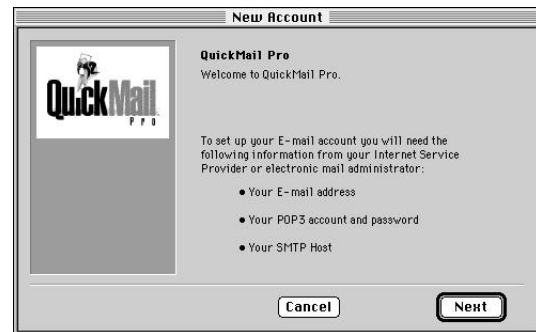 New Account
QuickMail
Pro
QuickMail Pro
Welcome to QuickMail Pro.
To set up your E-mail account you will need the
following information from your Internet Service
Provider or electronic mail administrator:
• Your E-mail address
• Your POP3 account and password
• Your SMTP Host
Cancel
Next